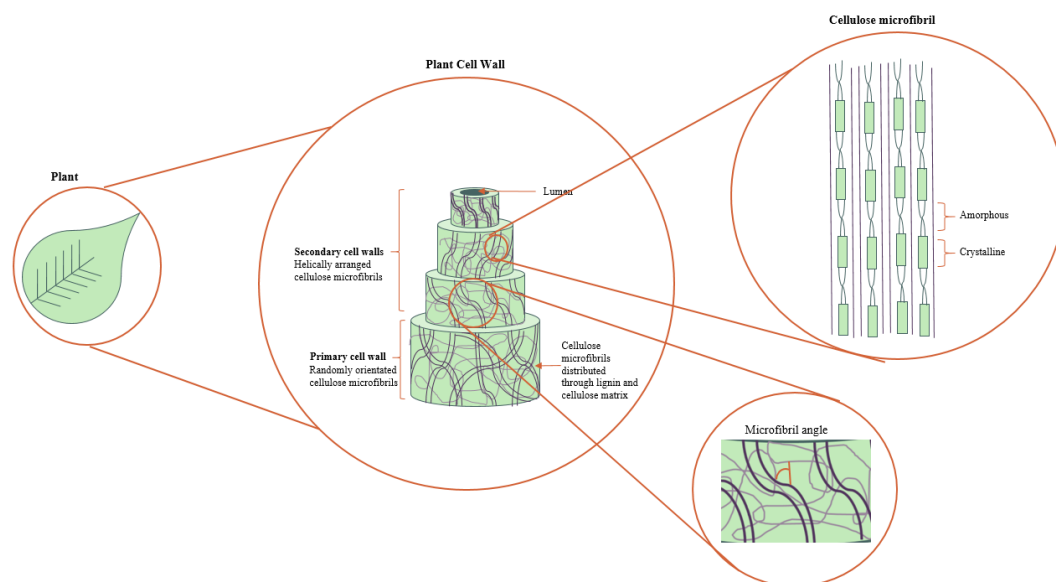 Plant
Plant Cell Wall
Lumen
Secondary cell walls
Helically arranged
cellulose microfibrils
Primary cell wall
Randomly orientated
cellulose microfibrils
Cellulose
microfibrils
distributed
through lignin and
cellulose matrix
Cellulose microfibril
Amorphous
Crystalline
Microfibril angle